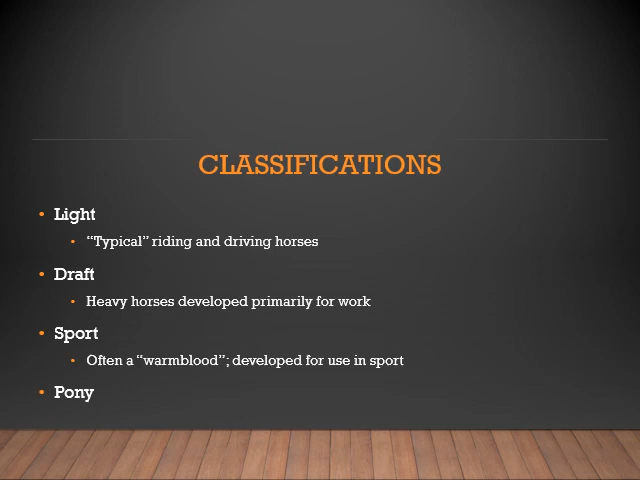 CLASSIFICATIONS
• Light
• “Typical” riding and driving horses
• Draft
• Heavy horses developed primarily for work
• Sport
• Often a “warmblood”; developed for use in sport
• Pony